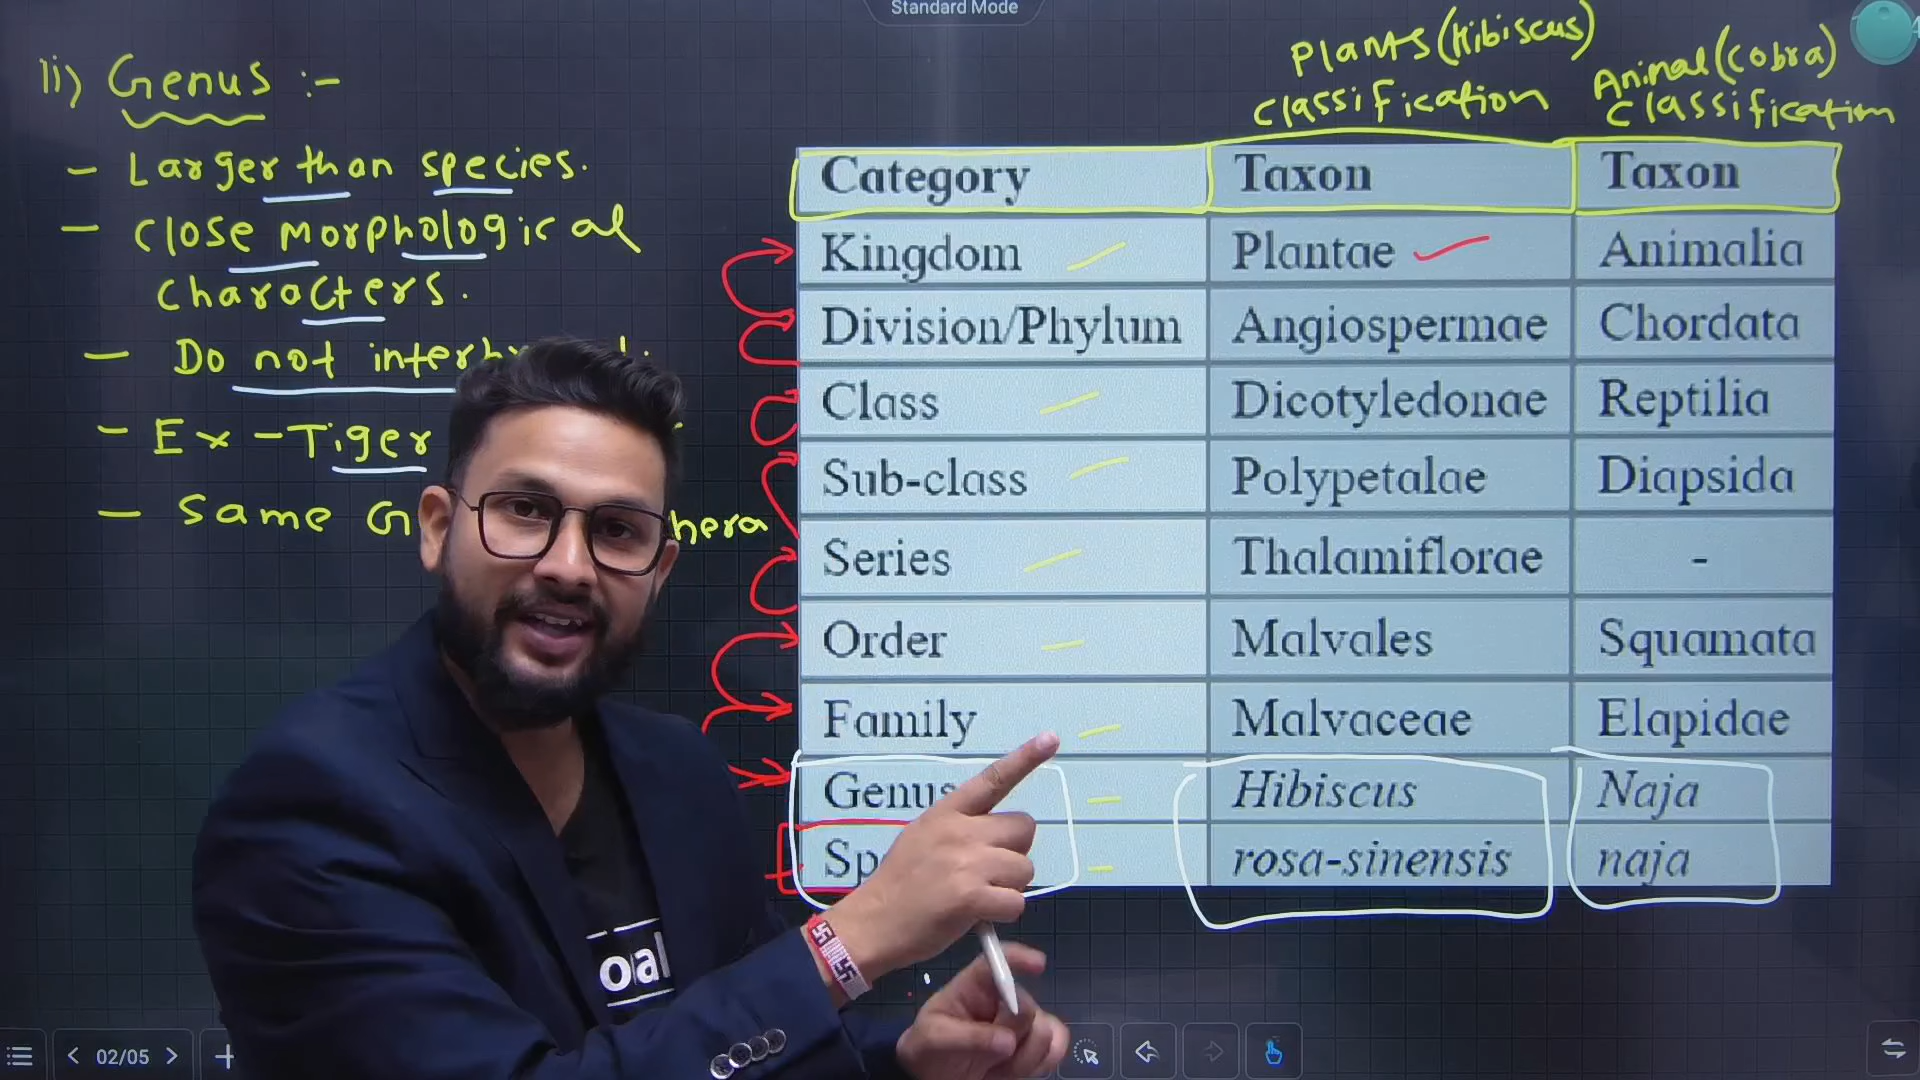 Standard Mode
ii) Genus :-
- Larger than species.
- close morphological
characters.
- Do not
- Ex - Tiger
- Same
Plants (Hibiscus)
classification
Animal (cobra)
classification
Category Taxon Taxon
Kingdom Plantae Animalia
Division/Phylum Angiospermae Chordata
Class Dicotyledonae Reptilia
Sub-class Polypetalae Diapsida
Series Thalamiflorae -
Order Malvales Squamata
Family Malvaceae Elapidae
Genus Hibiscus Naja
rosa-sinensis naja
02/05